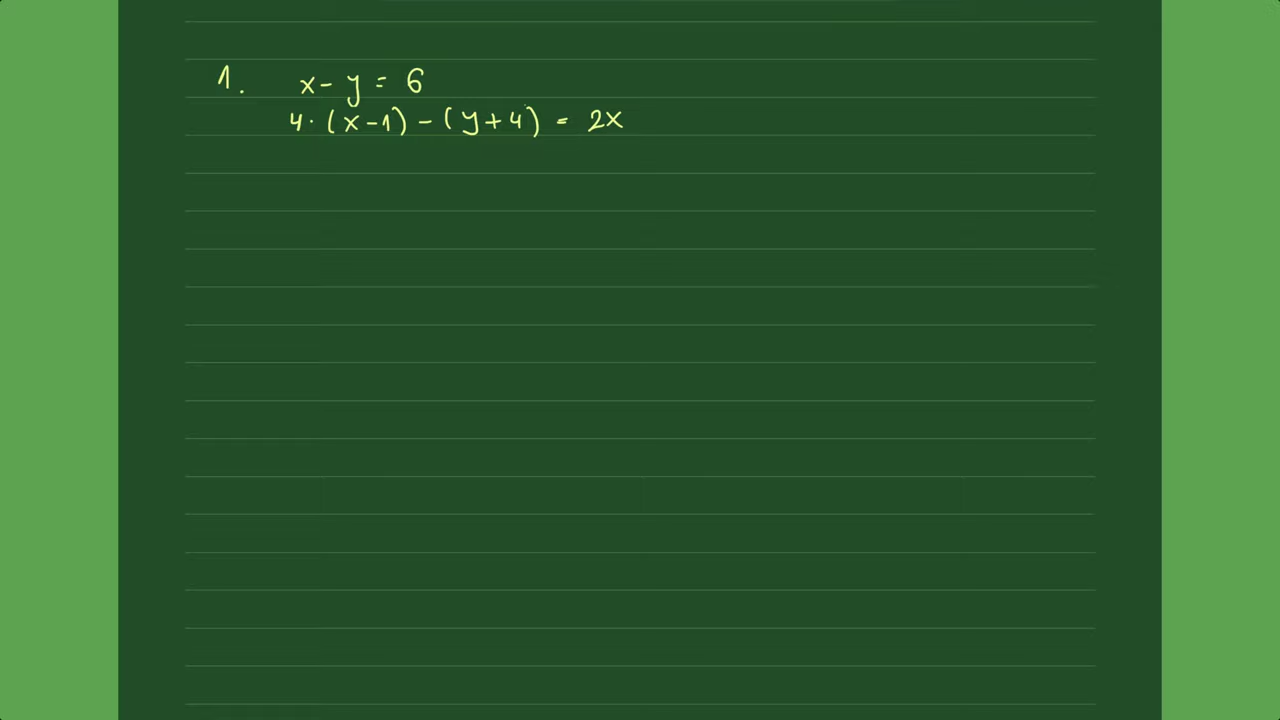 1. x - y = 6
4 · (x - 1) - (y + 4) = 2x